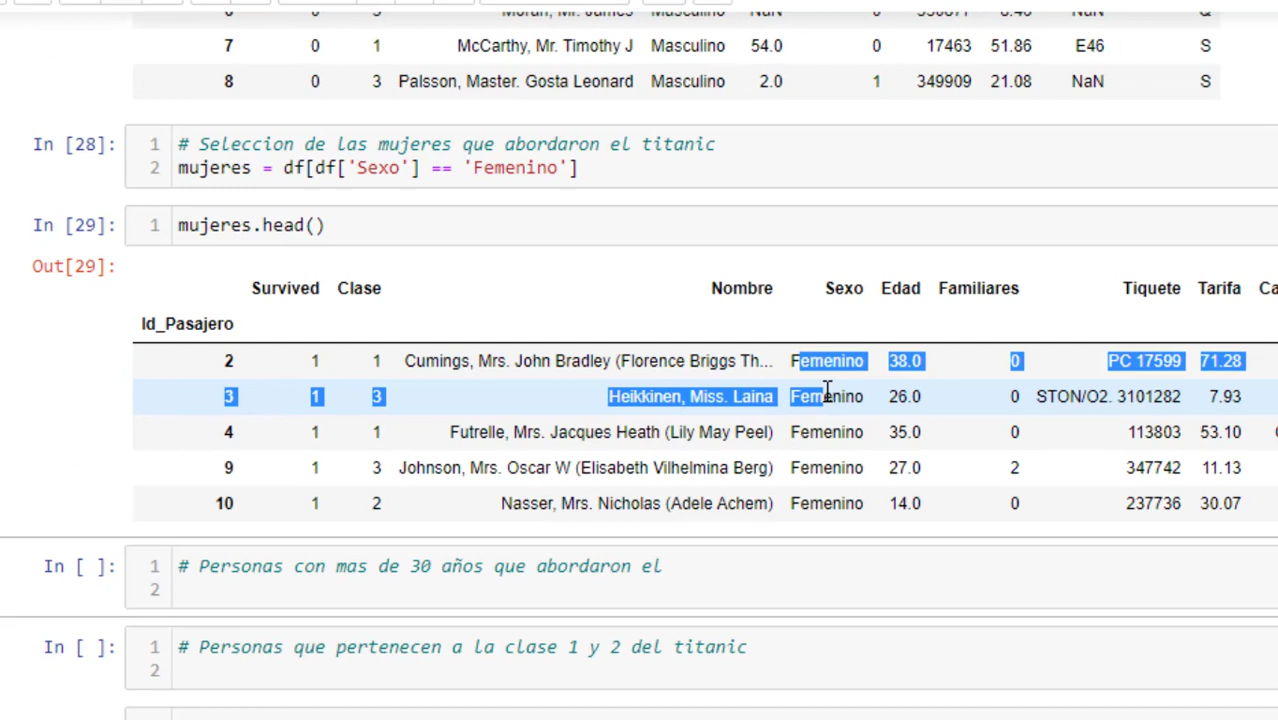 7 0 1 McCarthy, Mr. Timothy J Masculino 54.0 0 17463 51.86 E46 S
8 0 3 Palsson, Master. Gosta Leonard Masculino 2.0 1 349909 21.08 NaN S
In [28]: 1 # Seleccion de las mujeres que abordaron el titanic
2 mujeres = df[df['Sexo'] == 'Femenino']
In [29]: 1 mujeres.head()
Out[29]:
Survived Clase Nombre Sexo Edad Familiares Tiquete Tarifa Ca
Id_Pasajero
2 1 1 Cumings, Mrs. John Bradley (Florence Briggs Th... Femenino 38.0 0 PC 17599 71.28
3 1 3 Heikkinen, Miss. Laina Femenino 26.0 0 STON/O2. 3101282 7.93
4 1 1 Futrelle, Mrs. Jacques Heath (Lily May Peel) Femenino 35.0 0 113803 53.10
9 1 3 Johnson, Mrs. Oscar W (Elisabeth Vilhelmina Berg) Femenino 27.0 2 347742 11.13
10 1 2 Nasser, Mrs. Nicholas (Adele Achem) Femenino 14.0 0 237736 30.07
In [ ]: 1 # Personas con mas de 30 años que abordaron el
2
In [ ]: 1 # Personas que pertenecen a la clase 1 y 2 del titanic
2